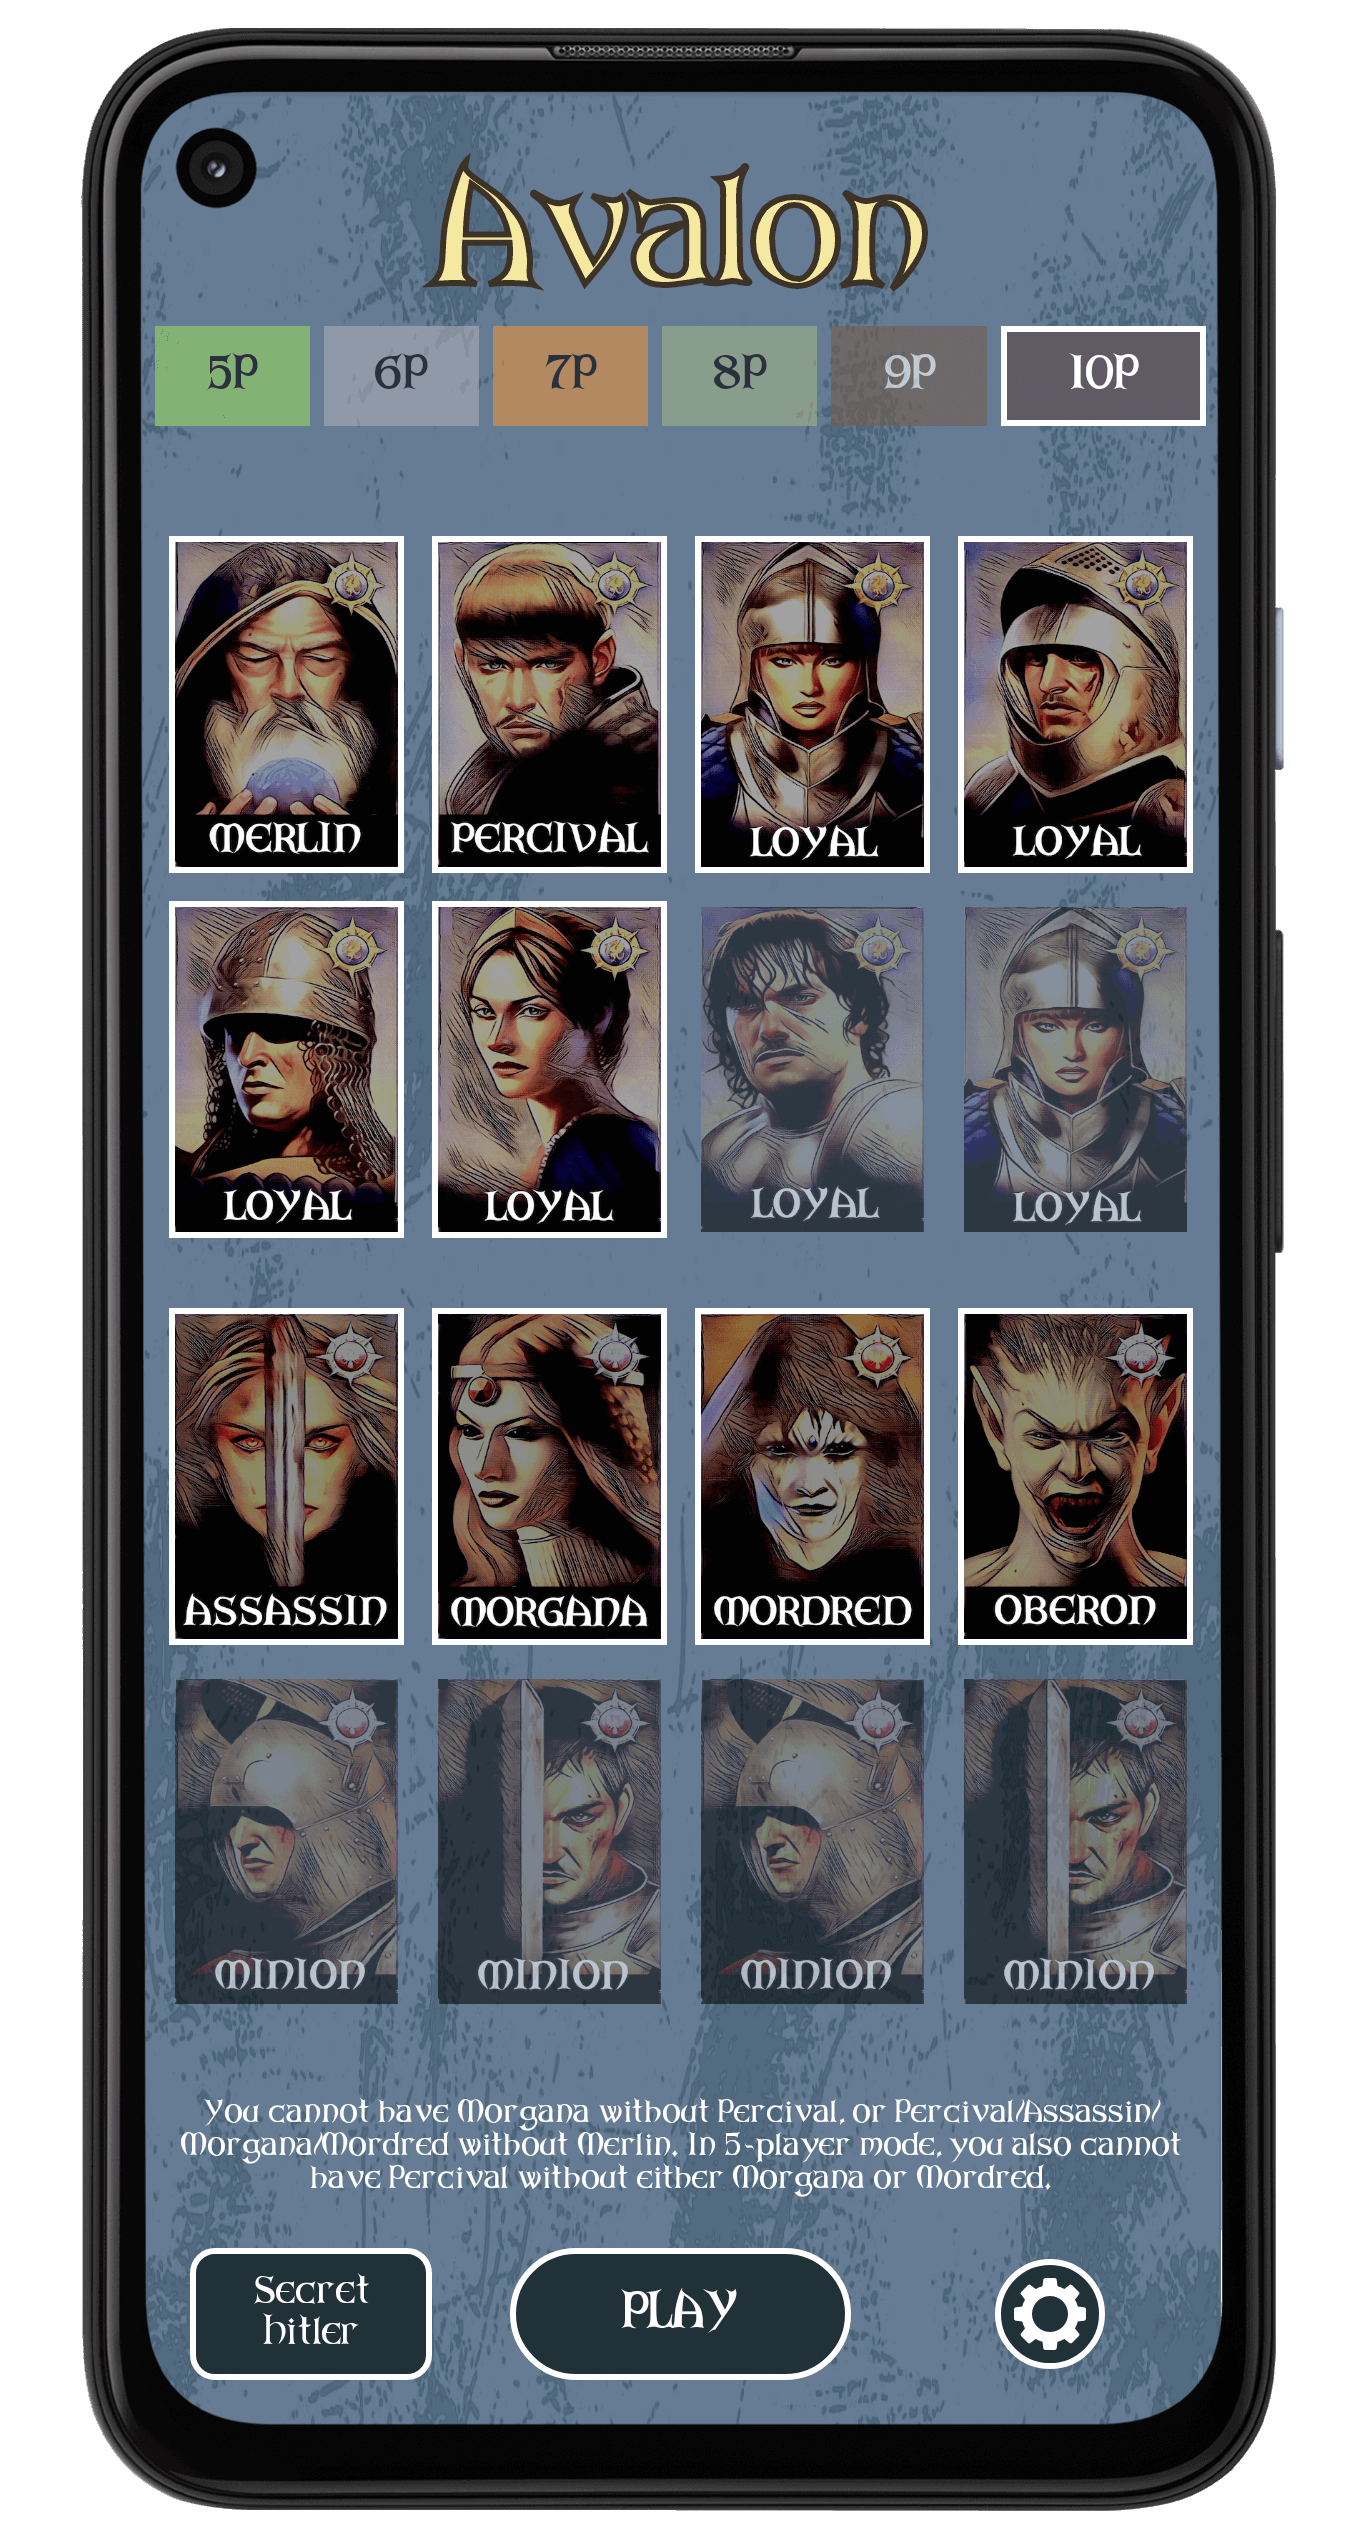 Avalon
5P 6P 7P 8P 9P 10P
MERLIN PERCIVAL LOYAL LOYAL
LOYAL LOYAL LOYAL LOYAL
ASSASSIN MORGANA MORDRED OBERON
MINION MINION MINION MINION
You cannot have Morgana without Percival, or Percival/Assassin/
Morgana/Mordred without Merlin. In 5-player mode, you also cannot
have Percival without either Morgana or Mordred.
Secret
hitler
PLAY